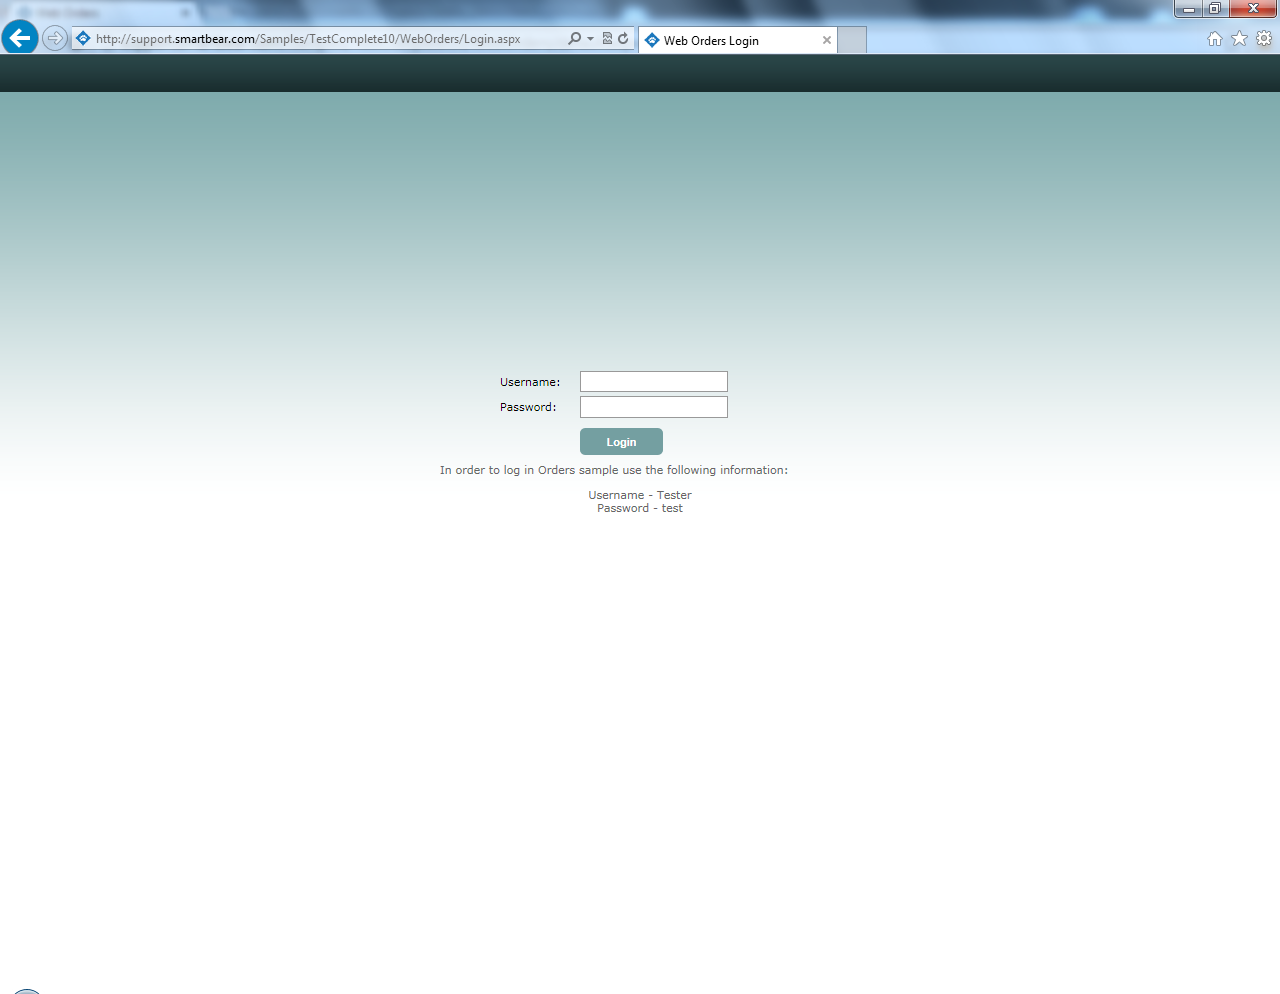 http://support.smartbear.com/Samples/TestComplete10/WebOrders/Login.aspx
Web Orders Login
Username:
Password:
Login
In order to log in Orders sample use the following information:
Username - Tester
Password - test